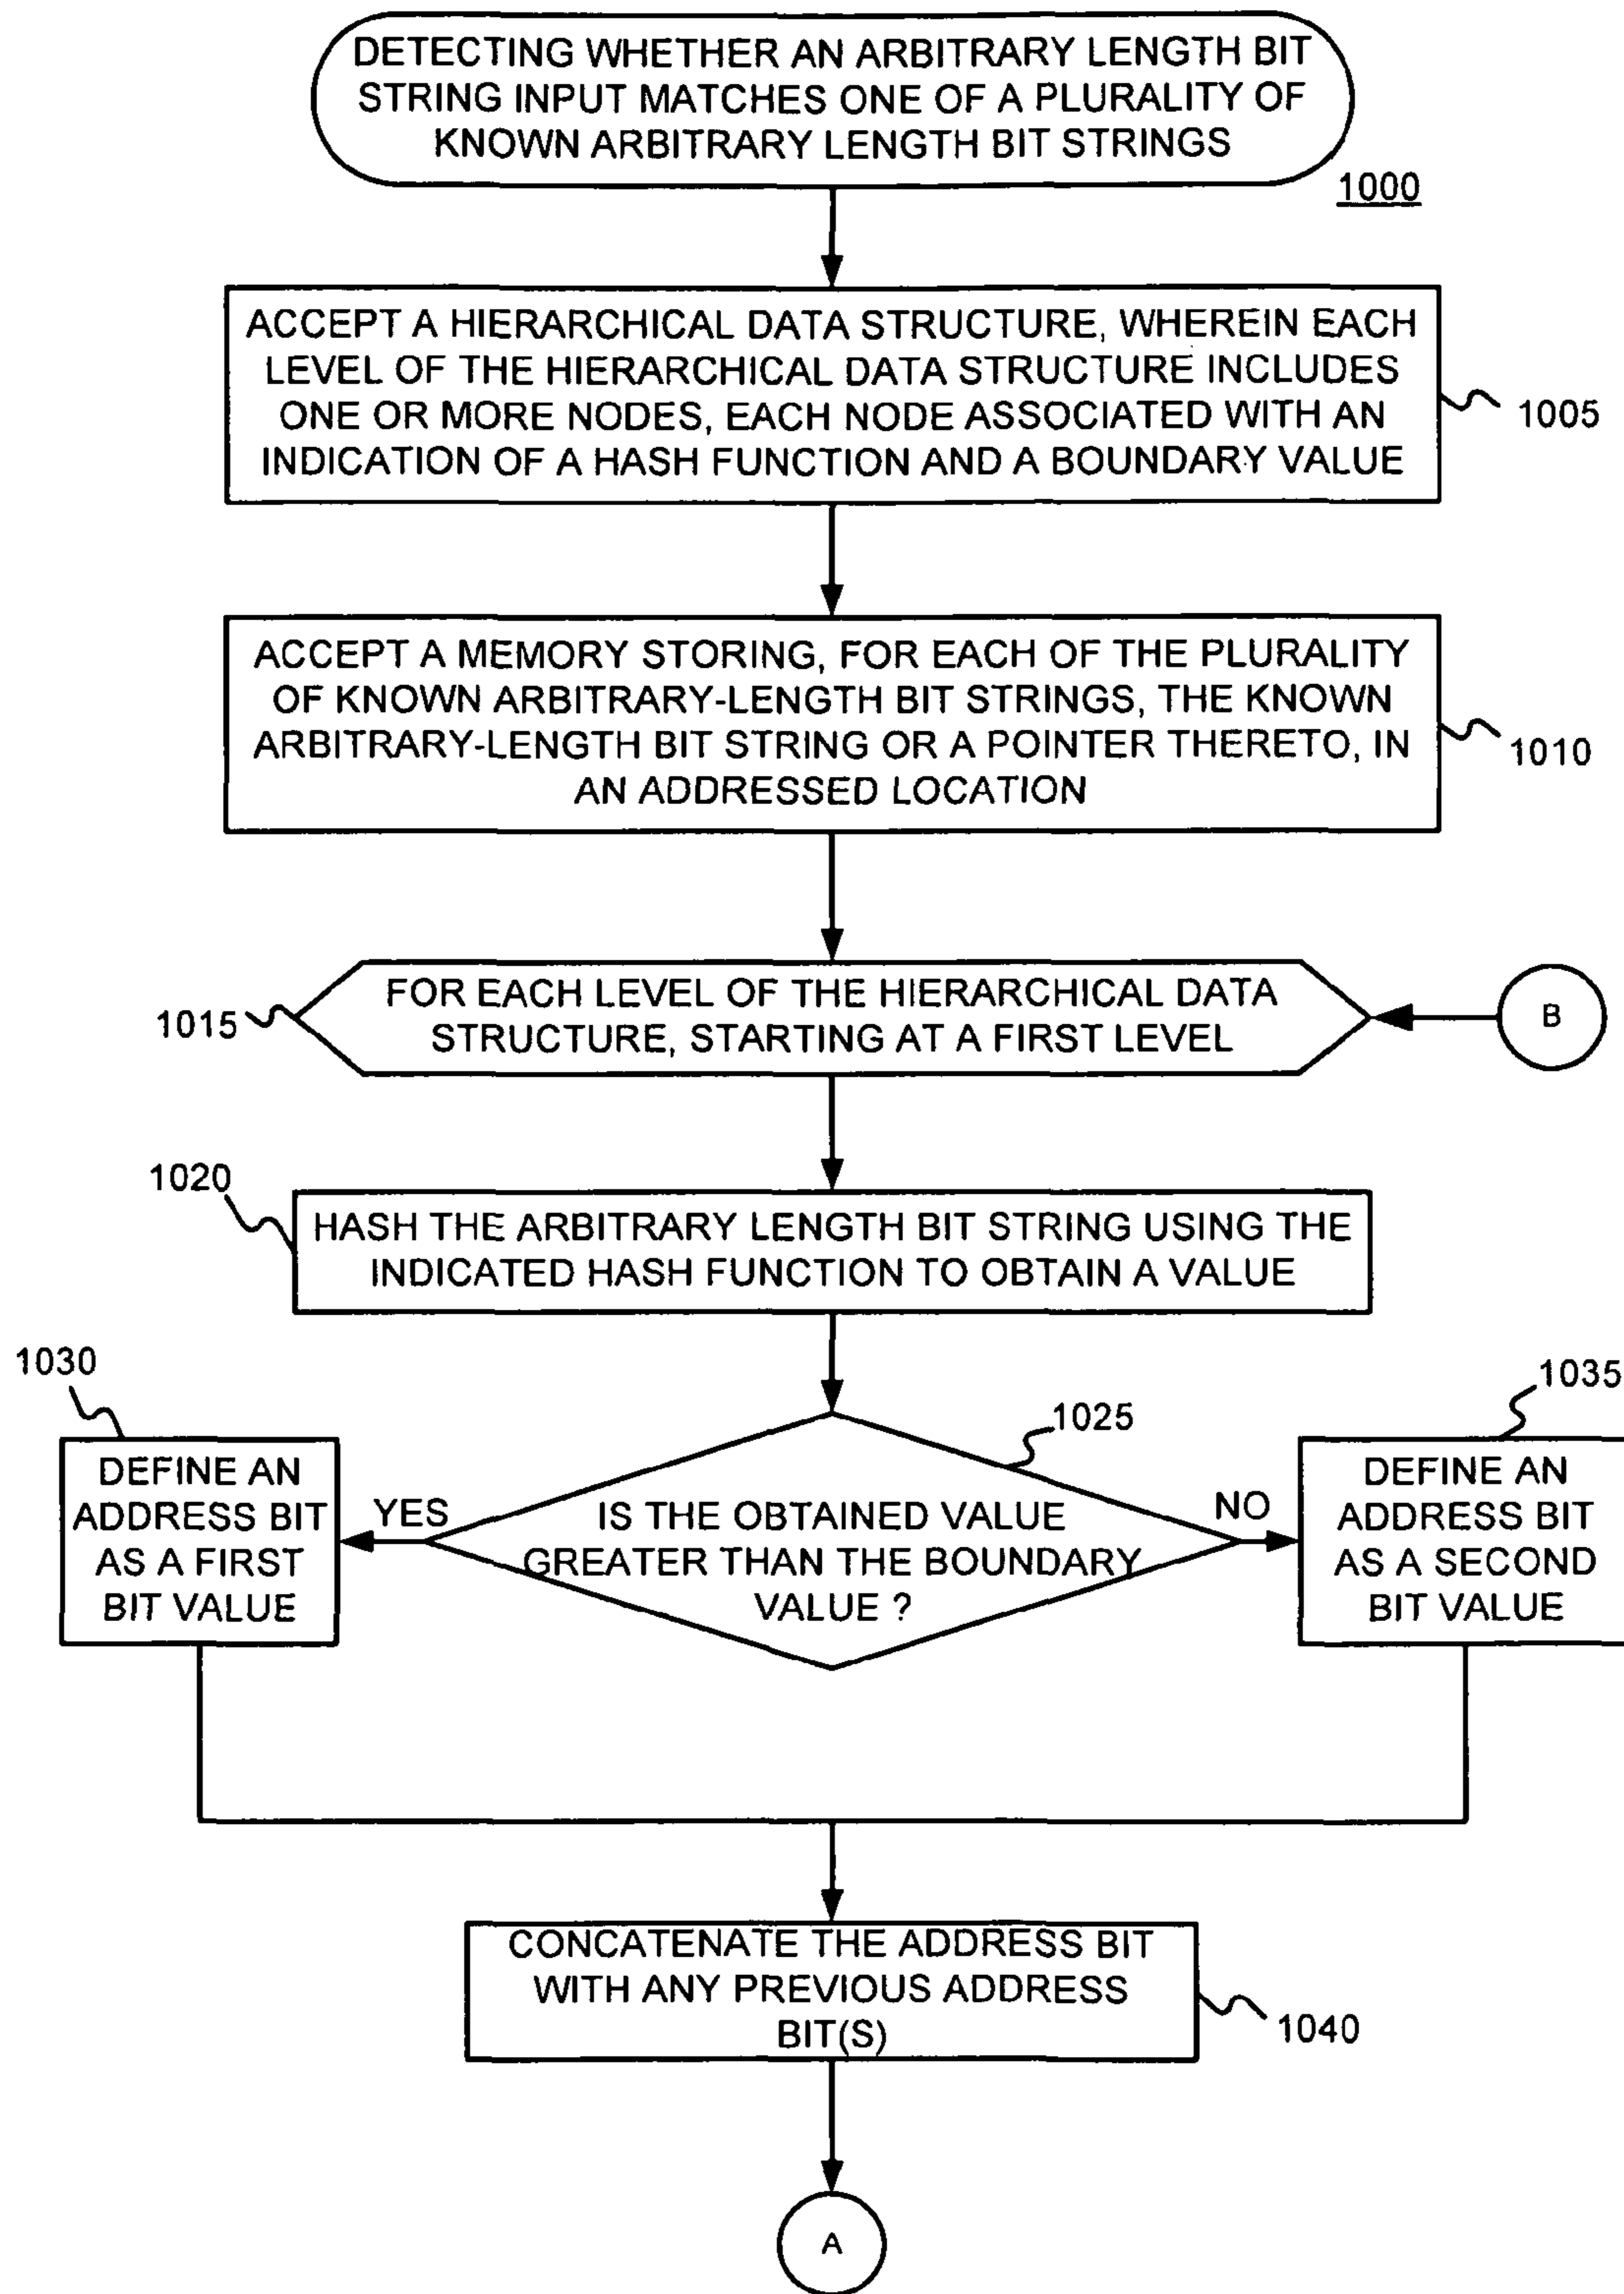 DETECTING WHETHER AN ARBITRARY LENGTH BIT
STRING INPUT MATCHES ONE OF A PLURALITY OF
KNOWN ARBITRARY LENGTH BIT STRINGS
1000
ACCEPT A HIERARCHICAL DATA STRUCTURE, WHEREIN EACH
LEVEL OF THE HIERARCHICAL DATA STRUCTURE INCLUDES
ONE OR MORE NODES, EACH NODE ASSOCIATED WITH AN
INDICATION OF A HASH FUNCTION AND A BOUNDARY VALUE
1005
ACCEPT A MEMORY STORING, FOR EACH OF THE PLURALITY
OF KNOWN ARBITRARY-LENGTH BIT STRINGS, THE KNOWN
ARBITRARY-LENGTH BIT STRING OR A POINTER THERETO, IN
AN ADDRESSED LOCATION
1010
1015
FOR EACH LEVEL OF THE HIERARCHICAL DATA
STRUCTURE, STARTING AT A FIRST LEVEL
B
1020
HASH THE ARBITRARY LENGTH BIT STRING USING THE
INDICATED HASH FUNCTION TO OBTAIN A VALUE
1030
DEFINE AN
ADDRESS BIT
AS A FIRST
BIT VALUE
YES
1025
IS THE OBTAINED VALUE
GREATER THAN THE BOUNDARY
VALUE ?
NO
1035
DEFINE AN
ADDRESS BIT
AS A SECOND
BIT VALUE
CONCATENATE THE ADDRESS BIT
WITH ANY PREVIOUS ADDRESS
BIT(S)
1040
A